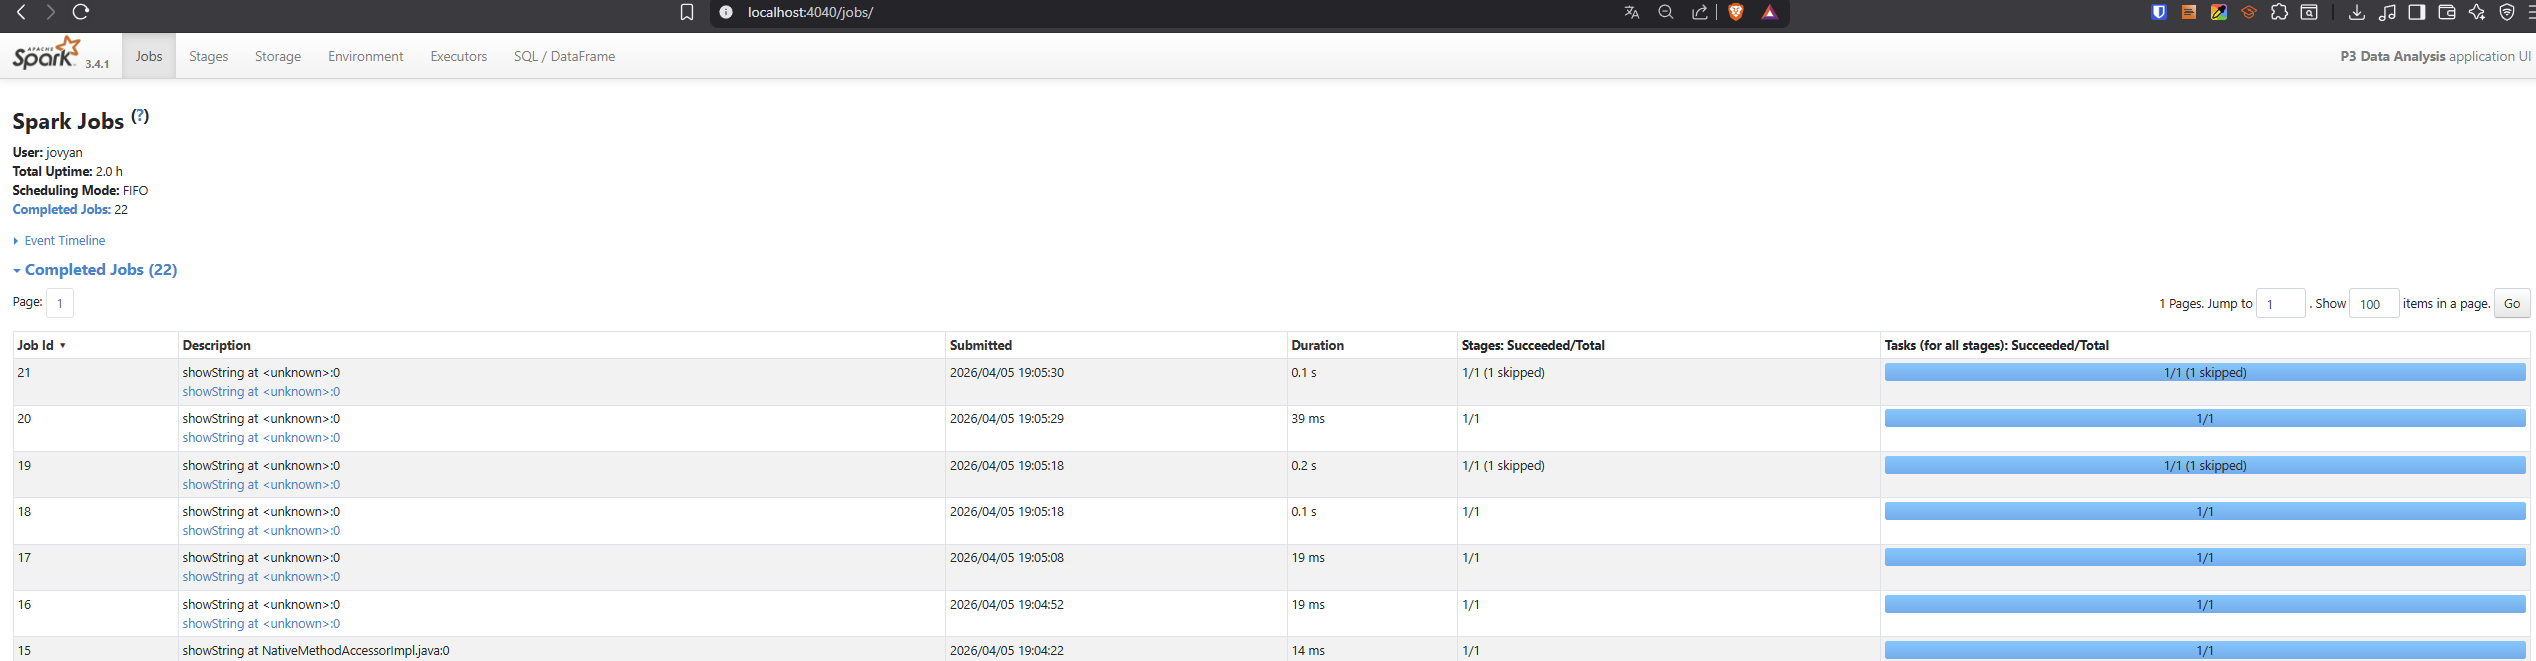 localhost:4040/jobs/
APACHE Spark 3.4.1 Jobs Stages Storage Environment Executors SQL / DataFrame P3 Data Analysis application UI
Spark Jobs (?)
User: jovyan
Total Uptime: 2.0 h
Scheduling Mode: FIFO
Completed Jobs: 22
Event Timeline
Completed Jobs (22)
Page: 1 1 Pages. Jump to 1 . Show 100 items in a page. Go
Job Id ▾ Description Submitted Duration Stages: Succeeded/Total Tasks (for all stages): Succeeded/Total
21 showString at <unknown>:0 2026/04/05 19:05:30 0.1 s 1/1 (1 skipped) 1/1 (1 skipped)
showString at <unknown>:0
20 showString at <unknown>:0 2026/04/05 19:05:29 39 ms 1/1 1/1
showString at <unknown>:0
19 showString at <unknown>:0 2026/04/05 19:05:18 0.2 s 1/1 (1 skipped) 1/1 (1 skipped)
showString at <unknown>:0
18 showString at <unknown>:0 2026/04/05 19:05:18 0.1 s 1/1 1/1
showString at <unknown>:0
17 showString at <unknown>:0 2026/04/05 19:05:08 19 ms 1/1 1/1
showString at <unknown>:0
16 showString at <unknown>:0 2026/04/05 19:04:52 19 ms 1/1 1/1
showString at <unknown>:0
15 showString at NativeMethodAccessorImpl.java:0 2026/04/05 19:04:22 14 ms 1/1 1/1